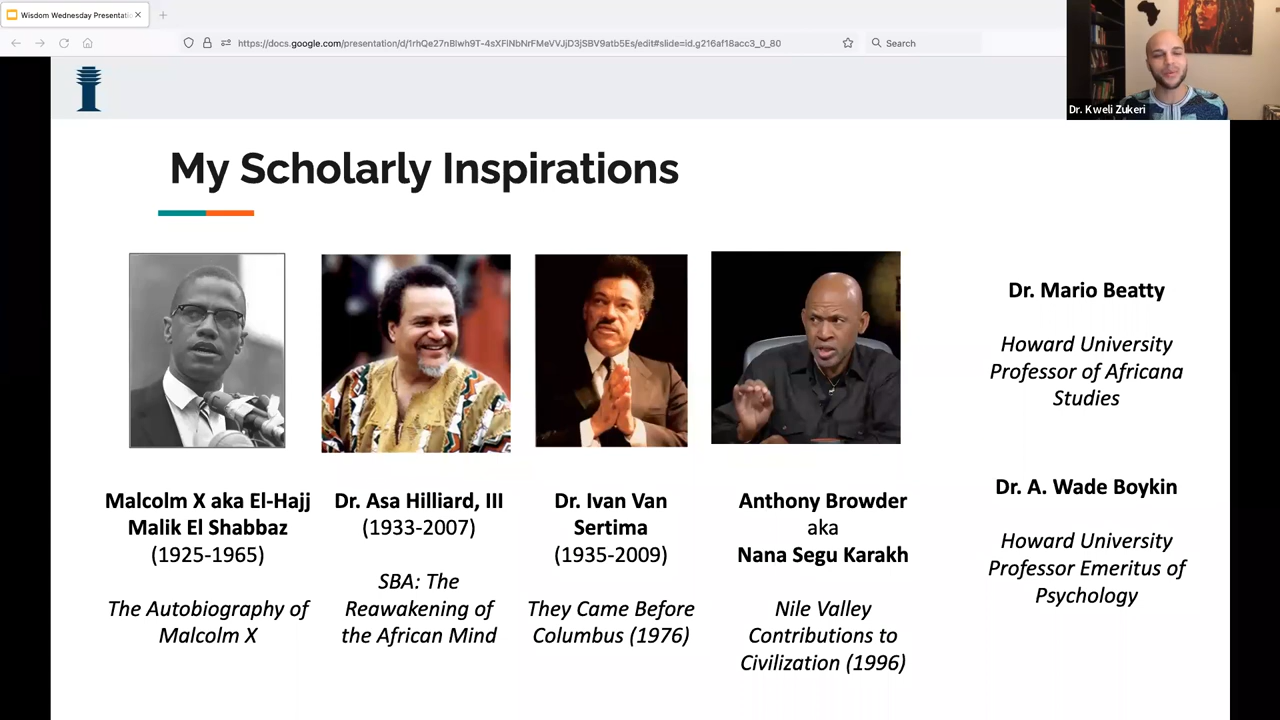 Wisdom Wednesday Presentati
https://docs.google.com/presentation/d/1rhQe27nBIwh9T-4sXFiNbNrFMeVVJjD3jSBV9atb5Es/edit#slide=id.g216af18acc3_0_80
Search
Dr. Kweli Zukeri
My Scholarly Inspirations
Malcolm X aka El-Hajj
Malik El Shabbaz
(1925-1965)
The Autobiography of
Malcolm X
Dr. Asa Hilliard, III
(1933-2007)
SBA: The
Reawakening of
the African Mind
Dr. Ivan Van
Sertima
(1935-2009)
They Came Before
Columbus (1976)
Anthony Browder
aka
Nana Segu Karakh
Nile Valley
Contributions to
Civilization (1996)
Dr. Mario Beatty
Howard University
Professor of Africana
Studies
Dr. A. Wade Boykin
Howard University
Professor Emeritus of
Psychology